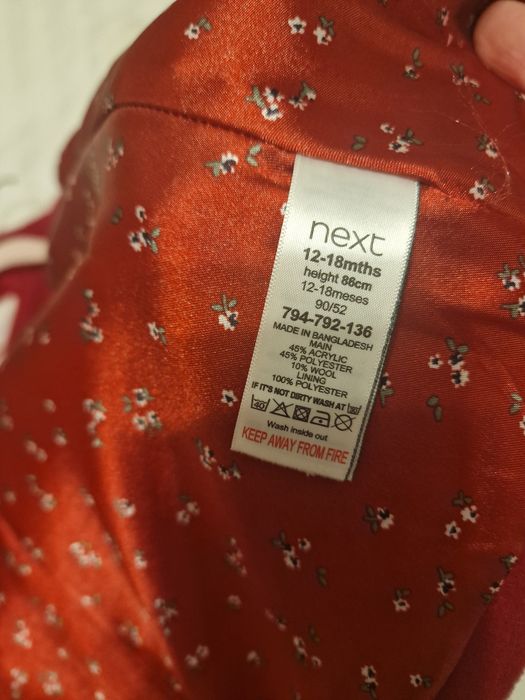 next
12-18mths
height 86cm
12-18meses
90/52
794-792-136
MADE IN BANGLADESH
MAIN
45% ACRYLIC
45% POLYESTER
10% WOOL
LINING
100% POLYESTER
IF IT'S NOT DIRTY WASH AT 30
40
Wash inside out
KEEP AWAY FROM FIRE